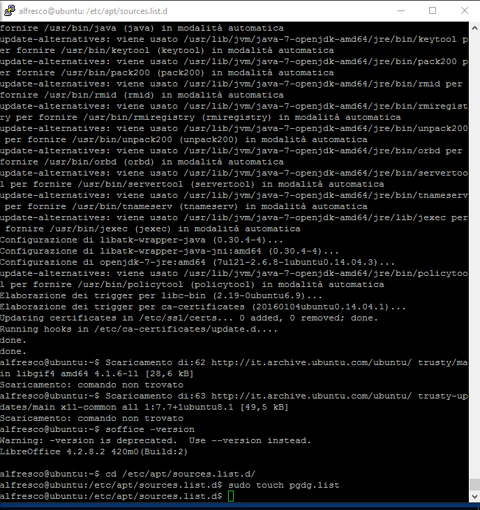 alfresco@ubuntu: /etc/apt/sources.list.d
fornire /usr/bin/java (java) in modalità automatica
update-alternatives: viene usato /usr/lib/jvm/java-7-openjdk-amd64/jre/bin/keytool p
er fornire /usr/bin/keytool (keytool) in modalità automatica
update-alternatives: viene usato /usr/lib/jvm/java-7-openjdk-amd64/jre/bin/pack200 p
er fornire /usr/bin/pack200 (pack200) in modalità automatica
update-alternatives: viene usato /usr/lib/jvm/java-7-openjdk-amd64/jre/bin/rmid per
fornire /usr/bin/rmid (rmid) in modalità automatica
update-alternatives: viene usato /usr/lib/jvm/java-7-openjdk-amd64/jre/bin/rmiregist
ry per fornire /usr/bin/rmiregistry (rmiregistry) in modalità automatica
update-alternatives: viene usato /usr/lib/jvm/java-7-openjdk-amd64/jre/bin/unpack200
 per fornire /usr/bin/unpack200 (unpack200) in modalità automatica
update-alternatives: viene usato /usr/lib/jvm/java-7-openjdk-amd64/jre/bin/orbd per
fornire /usr/bin/orbd (orbd) in modalità automatica
update-alternatives: viene usato /usr/lib/jvm/java-7-openjdk-amd64/jre/bin/servertoo
l per fornire /usr/bin/servertool (servertool) in modalità automatica
update-alternatives: viene usato /usr/lib/jvm/java-7-openjdk-amd64/jre/bin/tnameserv
 per fornire /usr/bin/tnameserv (tnameserv) in modalità automatica
update-alternatives: viene usato /usr/lib/jvm/java-7-openjdk-amd64/jre/lib/jexec per
 fornire /usr/bin/jexec (jexec) in modalità automatica
Configurazione di libatk-wrapper-java (0.30.4-4)...
Configurazione di libatk-wrapper-java-jni:amd64 (0.30.4-4)...
Configurazione di openjdk-7-jre:amd64 (7u121-2.6.8-1ubuntu0.14.04.3)...
update-alternatives: viene usato /usr/lib/jvm/java-7-openjdk-amd64/jre/bin/policytoo
l per fornire /usr/bin/policytool (policytool) in modalità automatica
Elaborazione dei trigger per libc-bin (2.19-0ubuntu6.9)...
Elaborazione dei trigger per ca-certificates (20160104ubuntu0.14.04.1)...
Updating certificates in /etc/ssl/certs... 0 added, 0 removed; done.
Running hooks in /etc/ca-certificates/update.d....
done.
done.
alfresco@ubuntu:~$ Scaricamento di:62 http://it.archive.ubuntu.com/ubuntu/ trusty/ma
in libgif4 amd64 4.1.6-11 [28,6 kB]
Scaricamento: comando non trovato
alfresco@ubuntu:~$ Scaricamento di:63 http://it.archive.ubuntu.com/ubuntu/ trusty-up
dates/main x11-common all 1:7.7+1ubuntu8.1 [49,5 kB]
Scaricamento: comando non trovato
alfresco@ubuntu:~$ soffice -version
Warning: -version is deprecated.  Use --version instead.
LibreOffice 4.2.8.2 420m0(Build:2)
alfresco@ubuntu:~$ cd /etc/apt/sources.list.d/
alfresco@ubuntu:/etc/apt/sources.list.d$ sudo touch pgdg.list
alfresco@ubuntu:/etc/apt/sources.list.d$